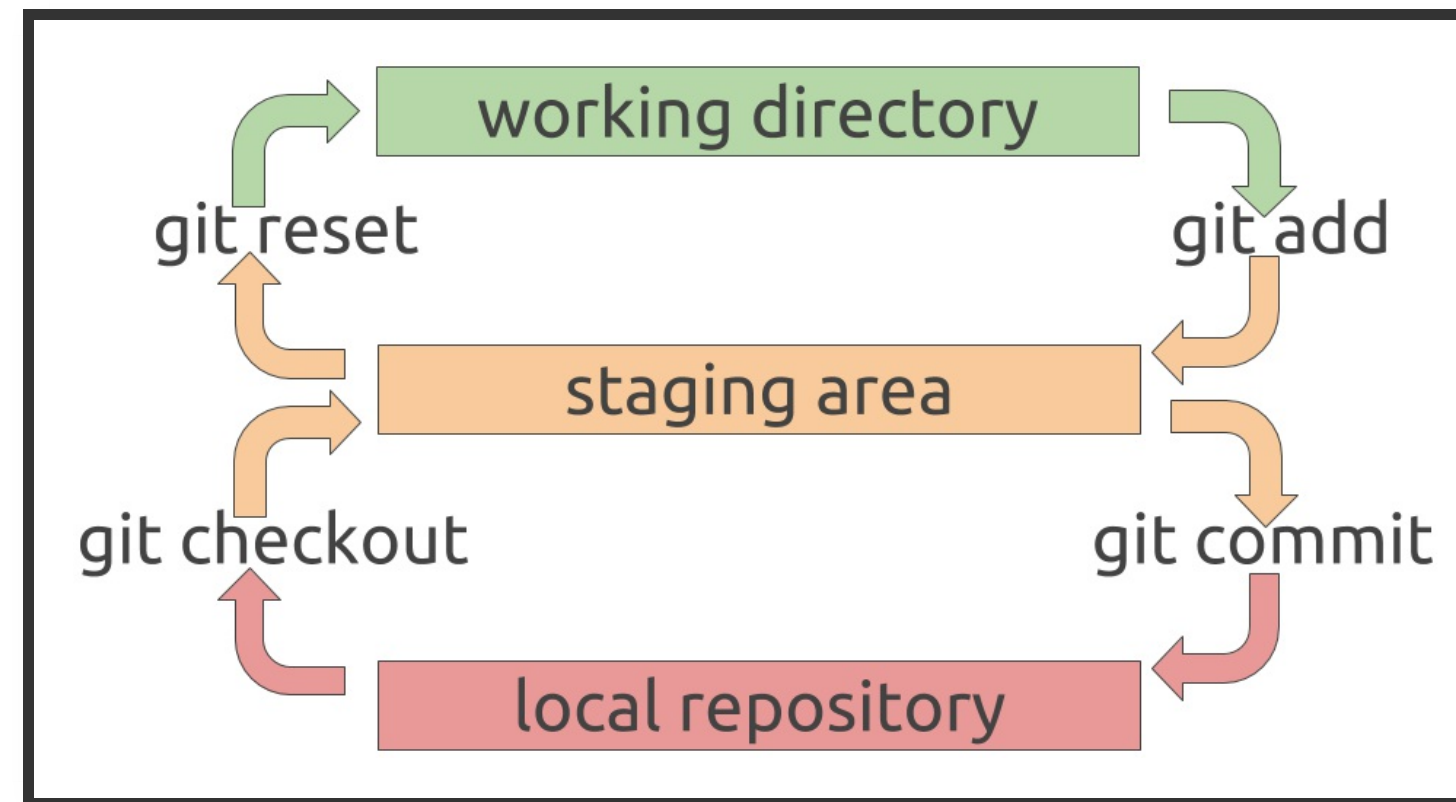 working directory
git reset
git add
staging area
git checkout
git commit
local repository